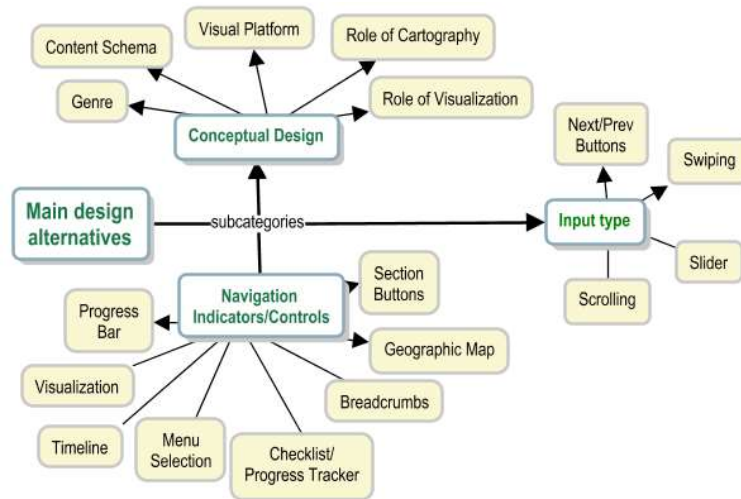 Visual Platform
Role of Cartography
Content Schema
Genre
Role of Visualization
Conceptual Design
Next/Prev
Buttons
Swiping
Main design
alternatives
subcategories
Input type
Slider
Scrolling
Section
Buttons
Navigation
Indicators/Controls
Progress
Bar
Geographic Map
Visualization
Breadcrumbs
Timeline
Menu
Selection
Checklist/
Progress Tracker